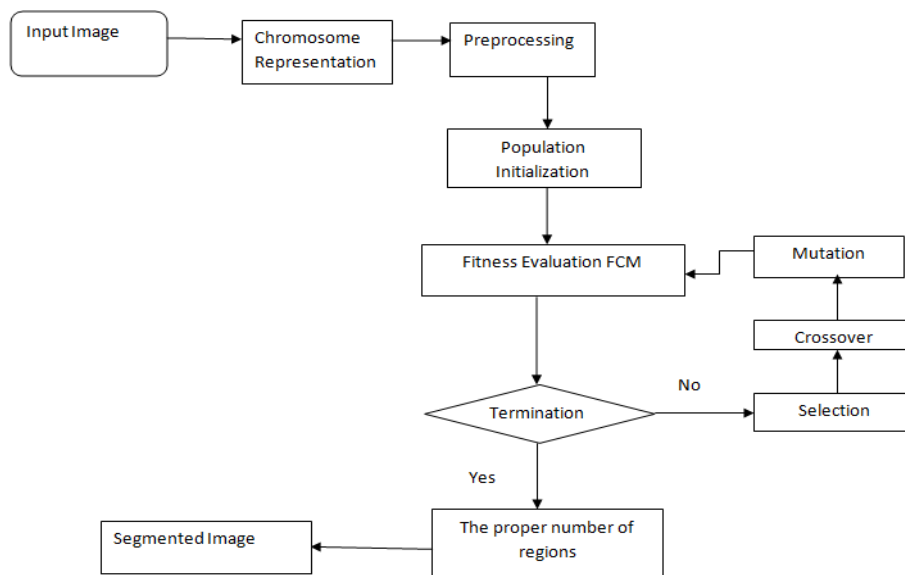 Input Image
Chromosome
Representation
Preprocessing
Population
Initialization
Fitness Evaluation FCM
Mutation
Crossover
Selection
No
Termination
Yes
The proper number of
regions
Segmented Image